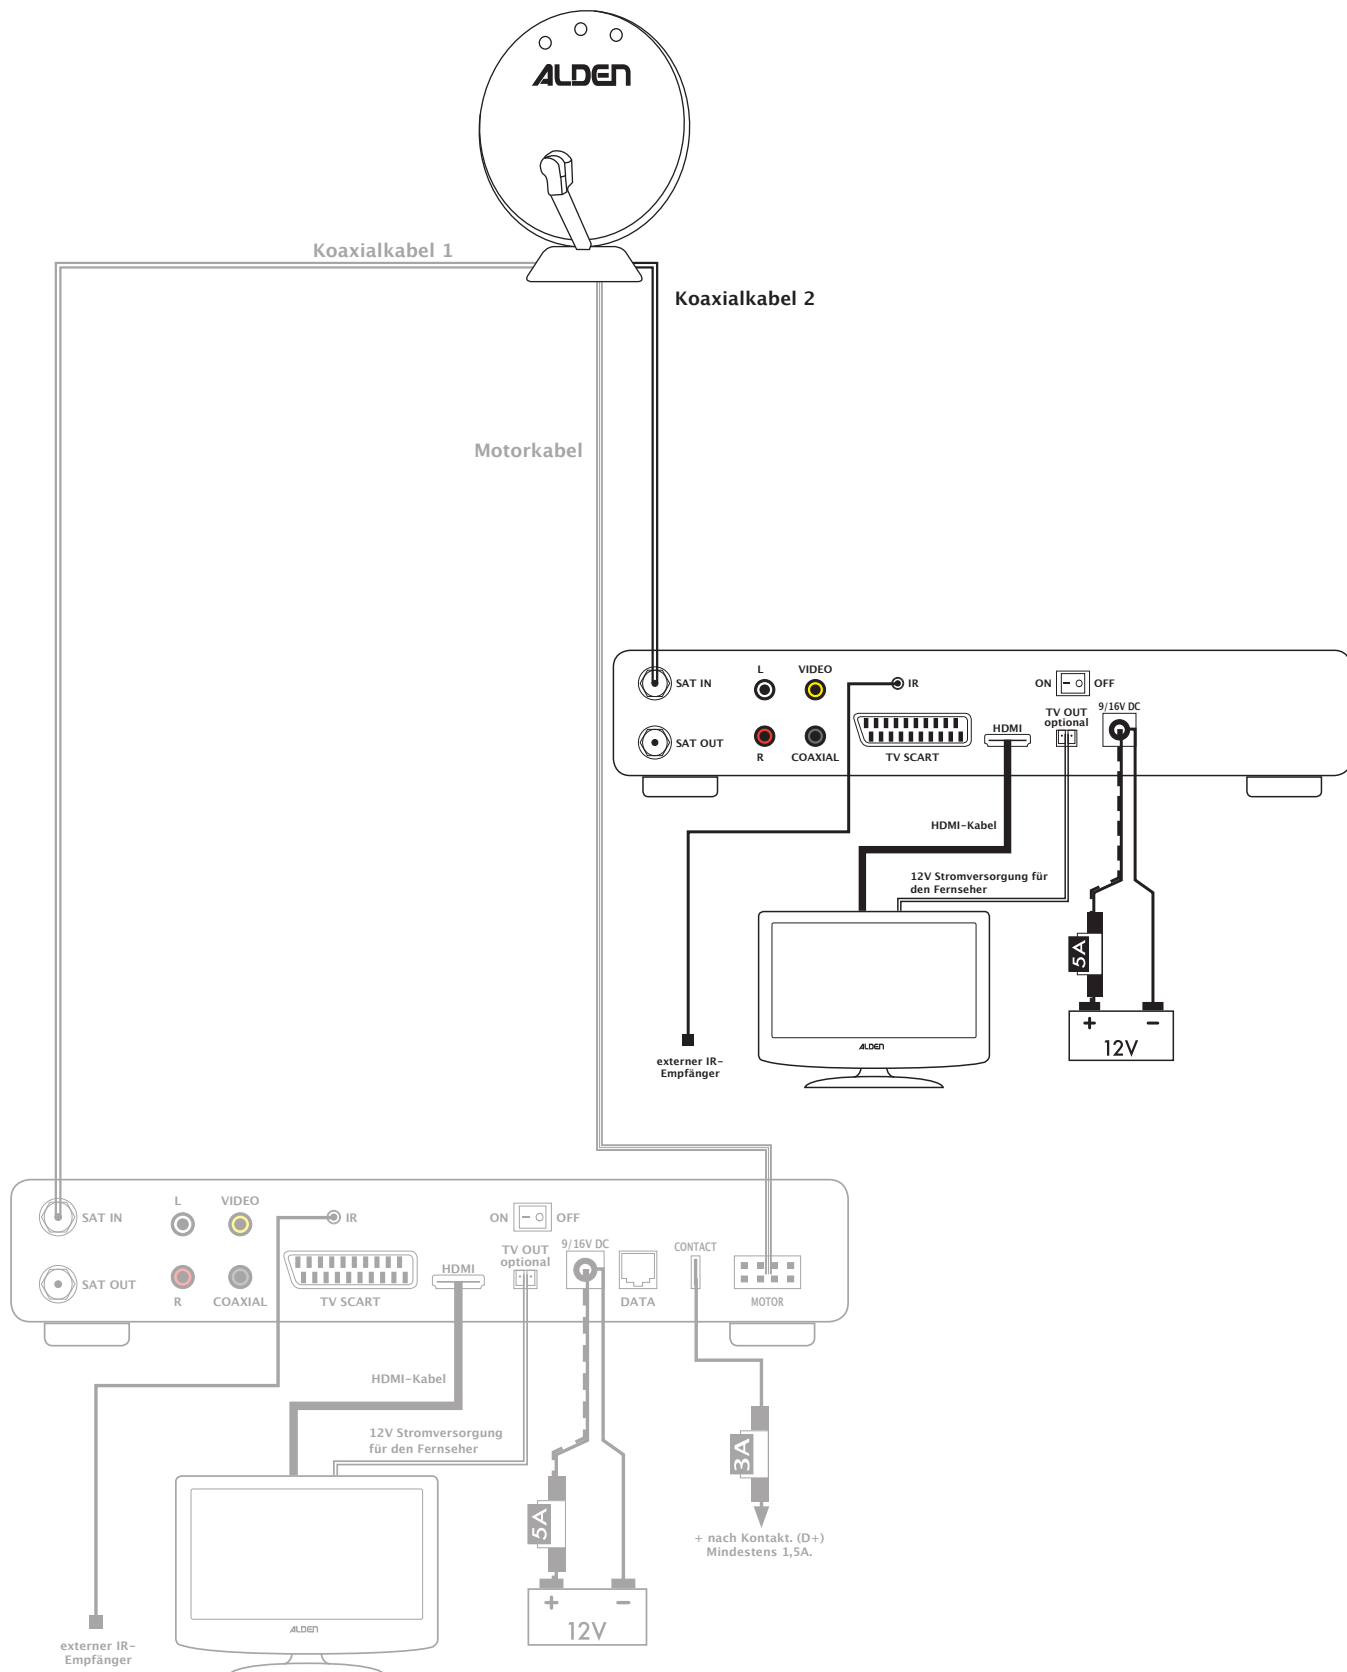 ALDEN
Koaxialkabel 1
Koaxialkabel 2
Motorkabel
L
VIDEO
SAT IN
IR
ON
OFF
TV OUT
optional
9/16V DC
HDMI
SAT OUT
R
COAXIAL
TV SCART
HDMI-Kabel
12V Stromversorgung für
den Fernseher
5A
+
−
12V
ALDEN
externer IR-
Empfänger
L
VIDEO
SAT IN
IR
ON
OFF
TV OUT
optional
9/16V DC
CONTACT
HDMI
SAT OUT
R
COAXIAL
TV SCART
DATA
MOTOR
HDMI-Kabel
12V Stromversorgung
für den Fernseher
3A
5A
+ nach Kontakt. (D+)
Mindestens 1,5A.
+
−
12V
ALDEN
externer IR-
Empfänger